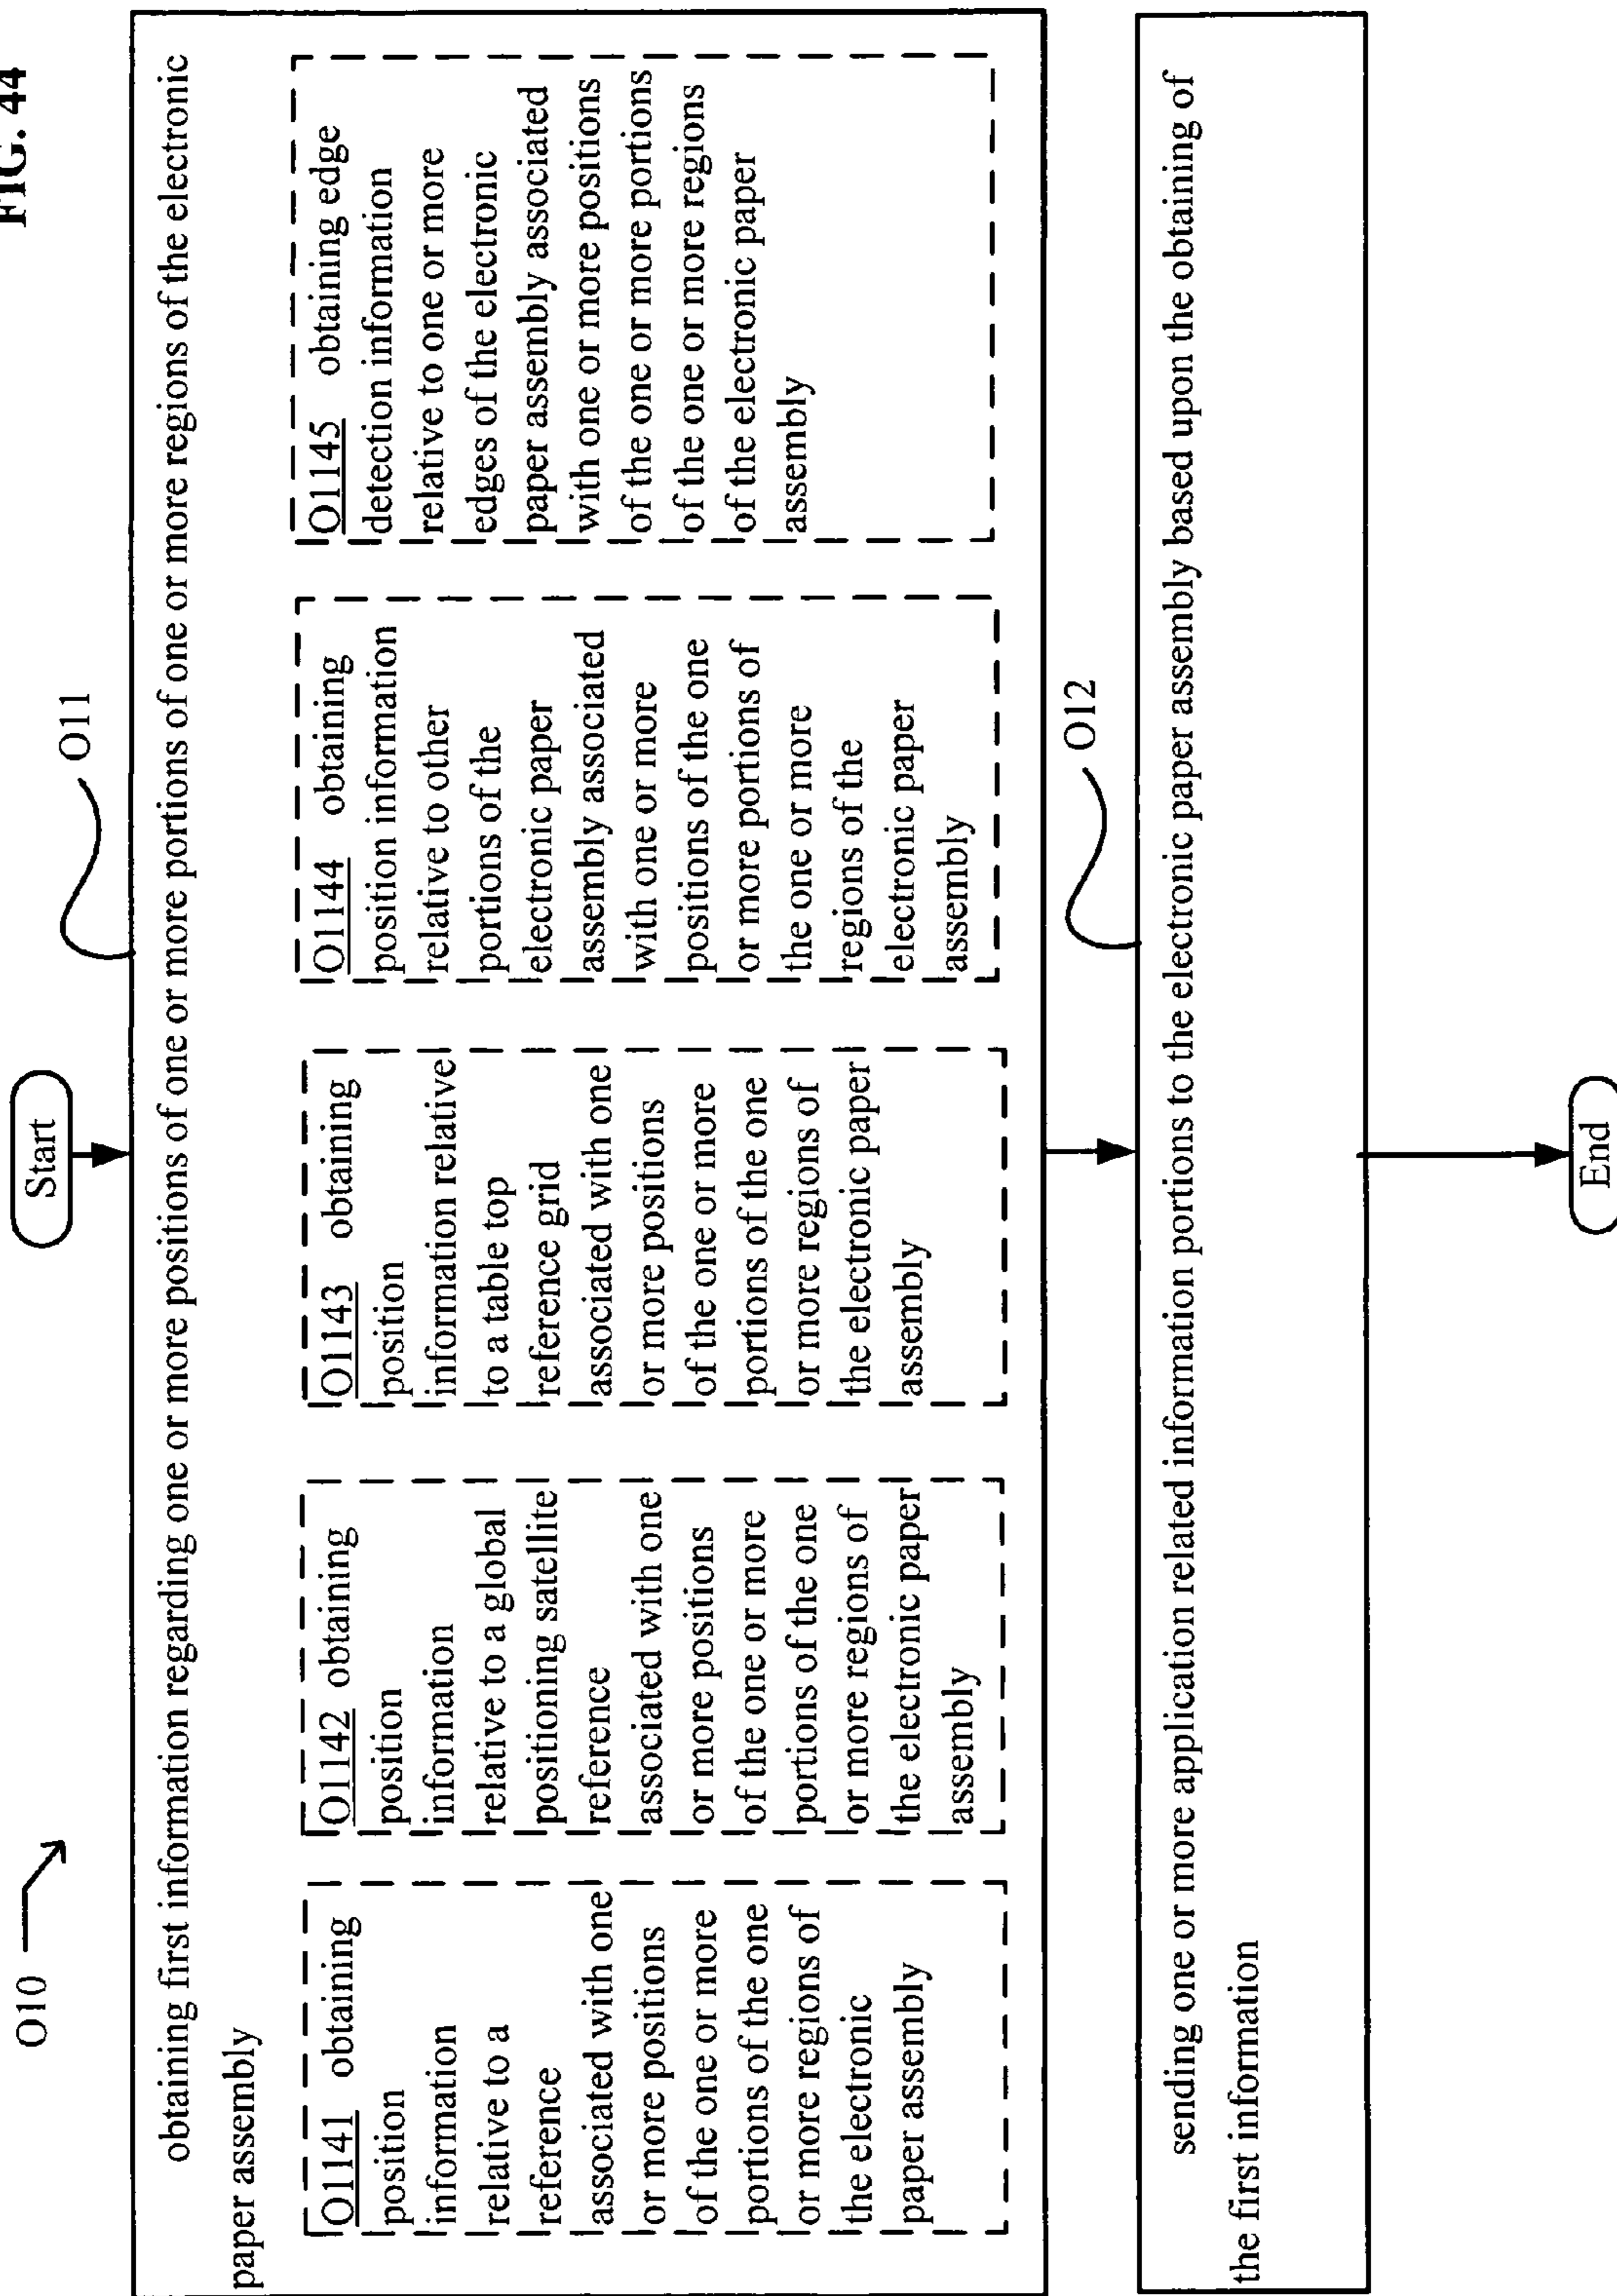 FIG. 44
O10
Start
O11
obtaining first information regarding one or more positions of one or more portions of one or more regions of the electronic
paper assembly
O1141 obtaining
position
information
relative to a
reference
associated with one
or more positions
of the one or more
portions of the one
or more regions of
the electronic
paper assembly
O1142 obtaining
position
information
relative to a global
positioning satellite
reference
associated with one
or more positions
of the one or more
portions of the one
or more regions of
the electronic paper
assembly
O1143 obtaining
position
information relative
to a table top
reference grid
associated with one
or more positions
of the one or more
portions of the one
or more regions of
the electronic paper
assembly
O1144 obtaining
position information
relative to other
portions of the
electronic paper
assembly associated
with one or more
positions of the one
or more portions of
the one or more
regions of the
electronic paper
assembly
O1145 obtaining edge
detection information
relative to one or more
edges of the electronic
paper assembly associated
with one or more positions
of the one or more portions
of the one or more regions
of the electronic paper
assembly
O12
sending one or more application related information portions to the electronic paper assembly based upon the obtaining of
the first information
End